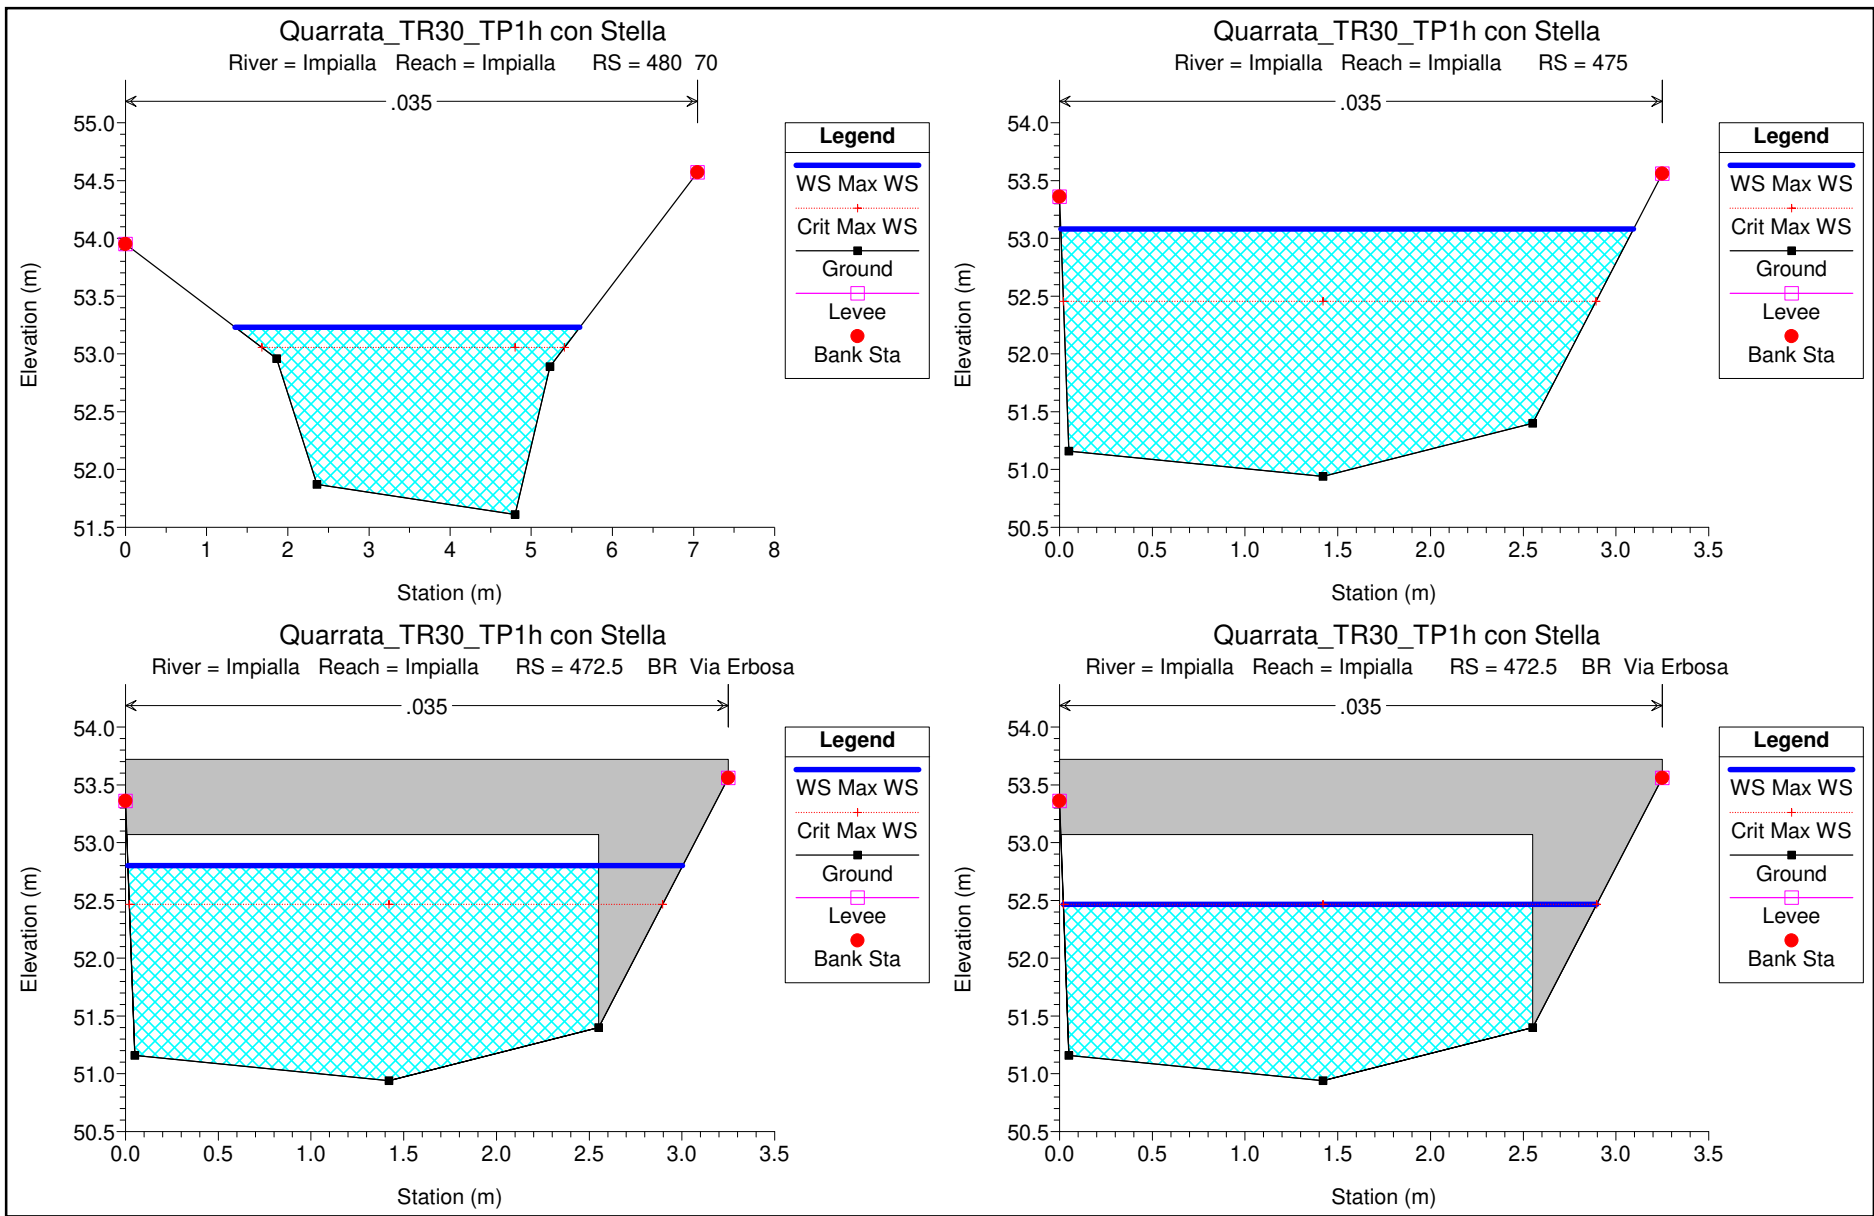 Quarrata_TR30_TP1h con Stella
River = Impialla Reach = Impialla RS = 480 70
.035
55.0
54.5
54.0
53.5
53.0
52.5
52.0
51.5
0 1 2 3 4 5 6 7 8
Elevation (m)
Station (m)
Legend
WS Max WS
Crit Max WS
Ground
Levee
Bank Sta
Quarrata_TR30_TP1h con Stella
River = Impialla Reach = Impialla RS = 475
.035
54.0
53.5
53.0
52.5
52.0
51.5
51.0
50.5
0.0 0.5 1.0 1.5 2.0 2.5 3.0 3.5
Elevation (m)
Station (m)
Legend
WS Max WS
Crit Max WS
Ground
Levee
Bank Sta
Quarrata_TR30_TP1h con Stella
River = Impialla Reach = Impialla RS = 472.5 BR Via Erbosa
.035
54.0
53.5
53.0
52.5
52.0
51.5
51.0
50.5
0.0 0.5 1.0 1.5 2.0 2.5 3.0 3.5
Elevation (m)
Station (m)
Legend
WS Max WS
Crit Max WS
Ground
Levee
Bank Sta
Quarrata_TR30_TP1h con Stella
River = Impialla Reach = Impialla RS = 472.5 BR Via Erbosa
.035
54.0
53.5
53.0
52.5
52.0
51.5
51.0
50.5
0.0 0.5 1.0 1.5 2.0 2.5 3.0 3.5
Elevation (m)
Station (m)
Legend
WS Max WS
Crit Max WS
Ground
Levee
Bank Sta